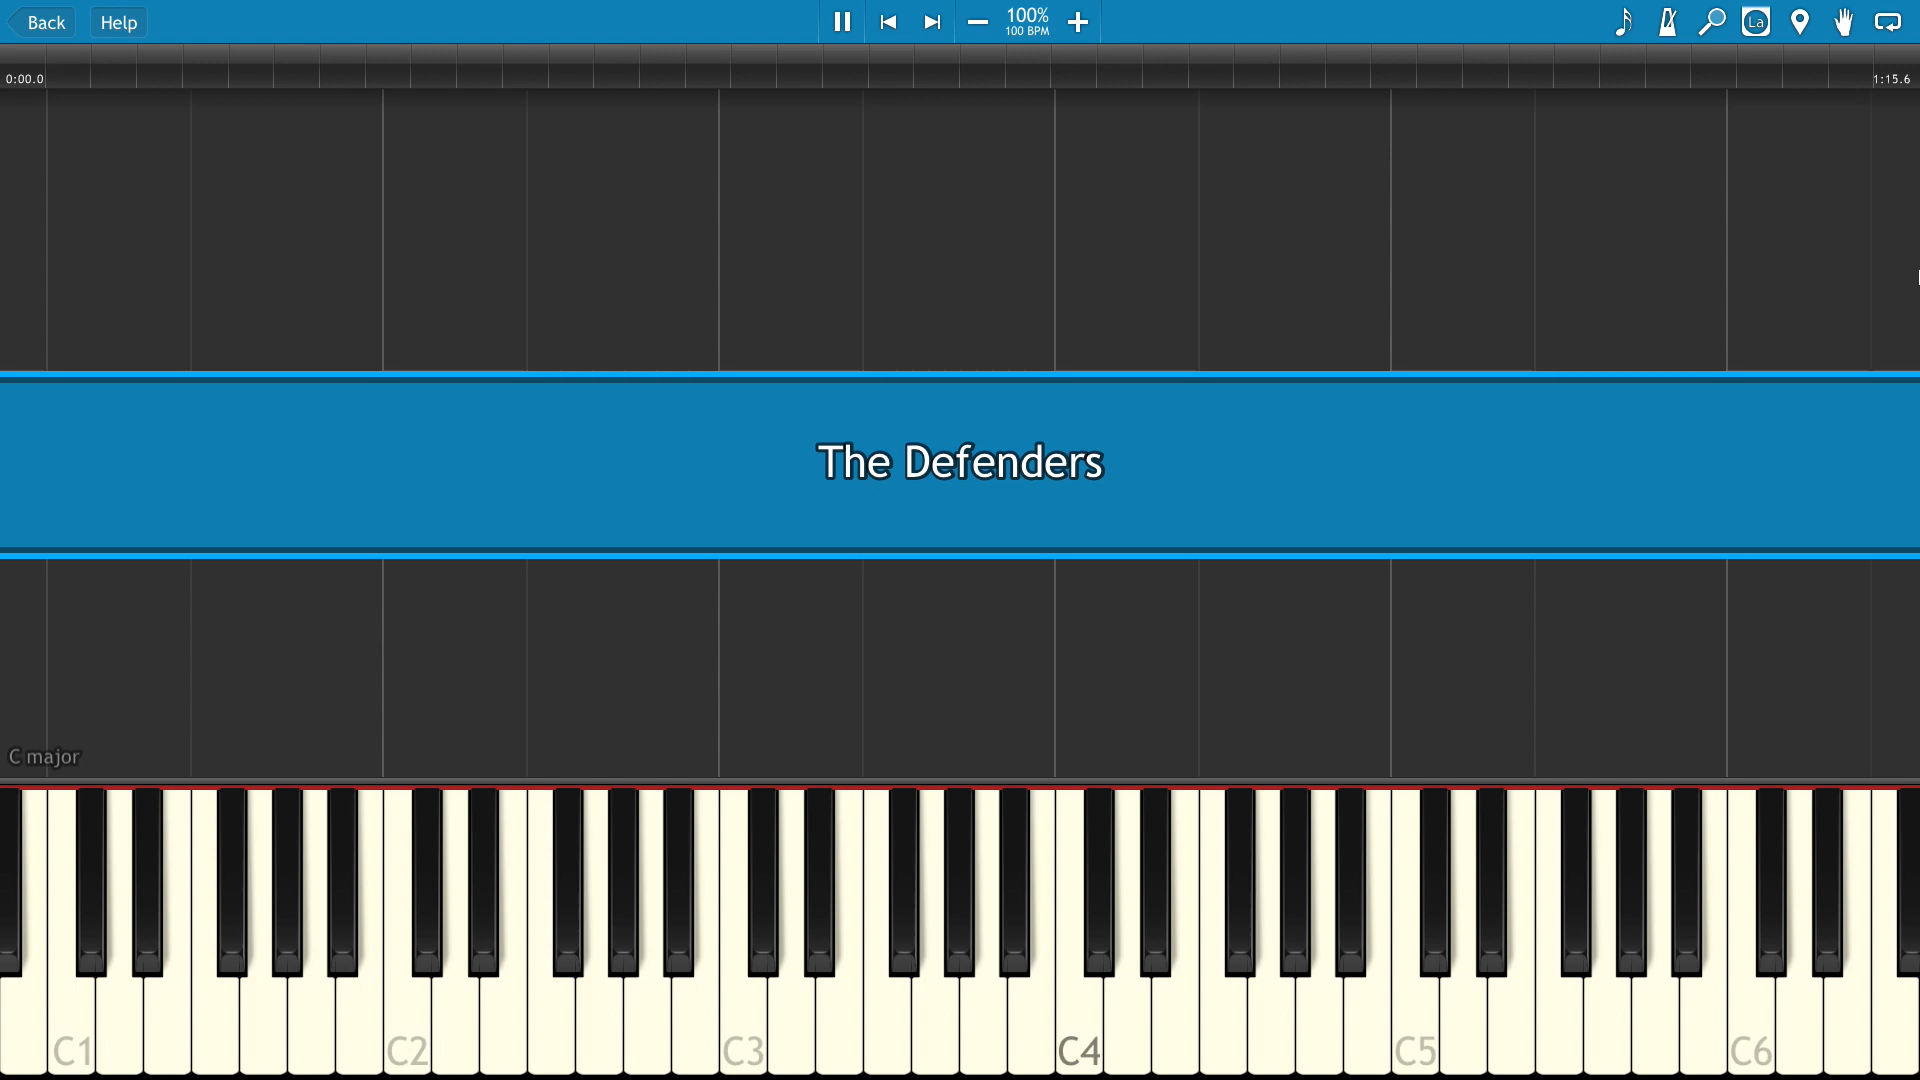 Back Help 100% La
100 BPM
0:00.0 1:15.6
The Defenders
C major
C1 C2 C3 C4 C5 C6